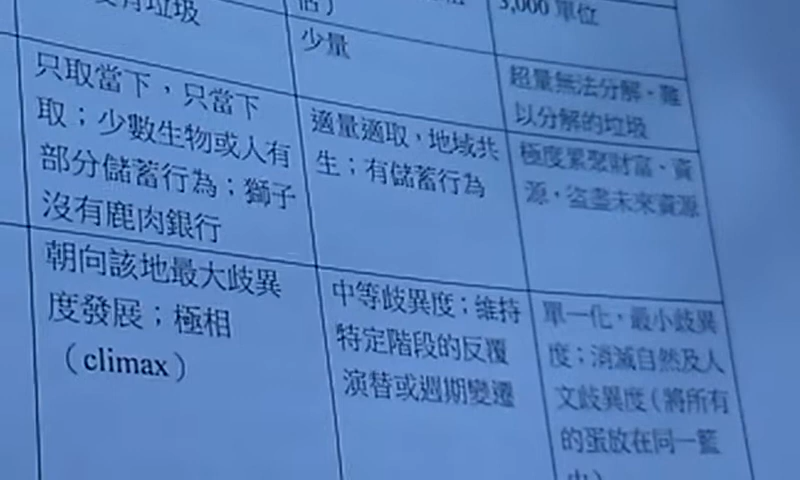 有垃圾
估）
3,000 單位
少量
超量無法分解、難
以分解的垃圾
只取當下，只當下
取；少數生物或人有
部分儲蓄行為；獅子
沒有鹿肉銀行
適量適取，地域共
生；有儲蓄行為
極度累聚財富、資
源，盜盡未來資源
朝向該地最大歧異
度發展；極相
（climax）
中等歧異度；維持
特定階段的反覆
演替或週期變遷
單一化，最小歧異
度；消滅自然及人
文歧異度（將所有
的蛋放在同一籃